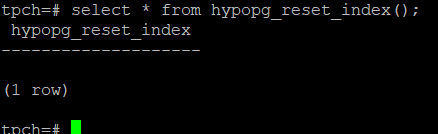 tpch=# select * from hypopg_reset_index();
 hypopg_reset_index
--------------------
(1 row)
tpch=#